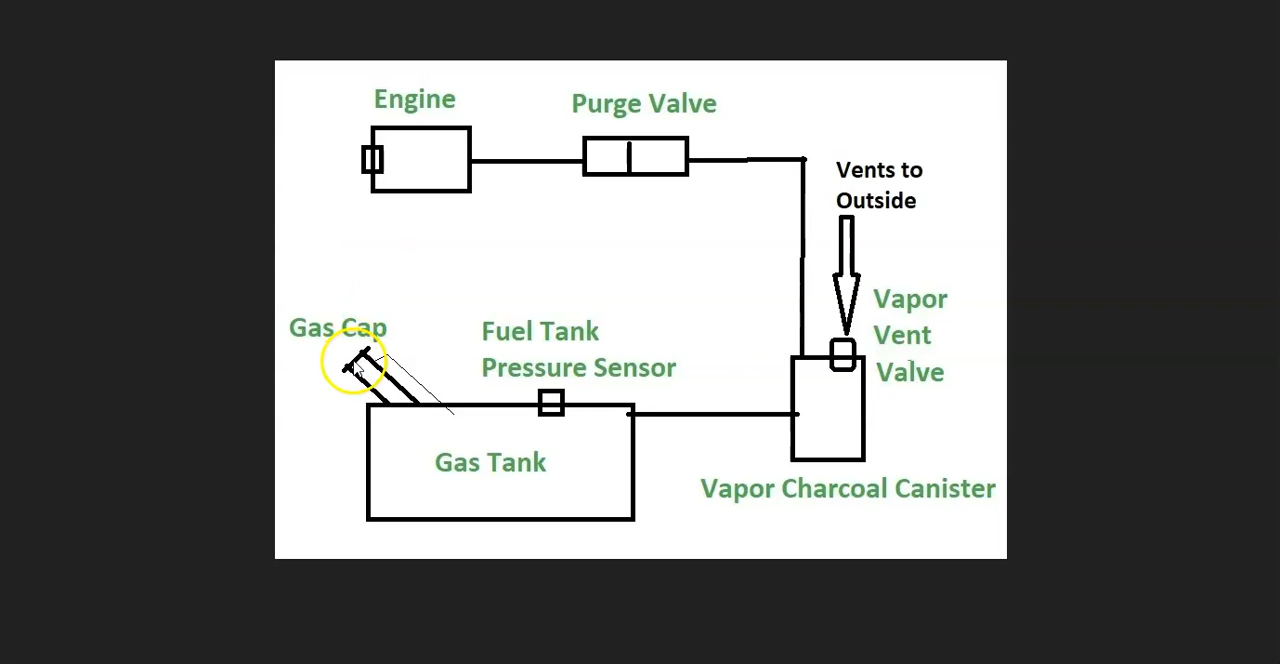 Engine
Purge Valve
Vents to
Outside
Vapor
Vent
Valve
Gas Cap
Fuel Tank
Pressure Sensor
Gas Tank
Vapor Charcoal Canister